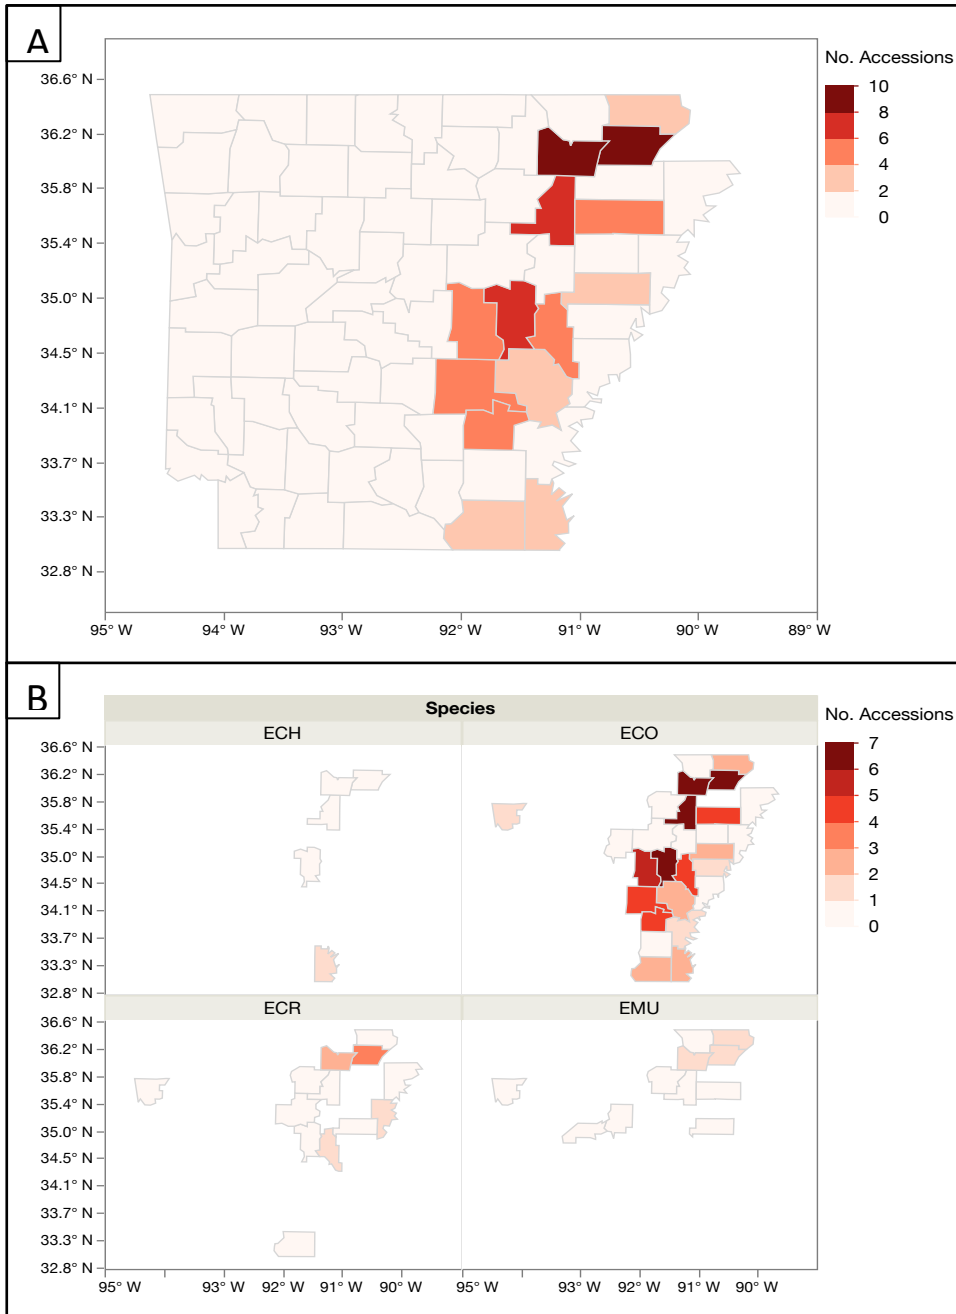 A
No. Accessions
10
8
6
4
2
0
36.6° N
36.2° N
35.8° N
35.4° N
35.0° N
34.5° N
34.1° N
33.7° N
33.3° N
32.8° N
95° W
94° W
93° W
92° W
91° W
90° W
89° W
B
Species
ECH
ECO
No. Accessions
7
6
5
4
3
2
1
0
36.6° N
36.2° N
35.8° N
35.4° N
35.0° N
34.5° N
34.1° N
33.7° N
33.3° N
32.8° N
ECR
EMU
36.6° N
36.2° N
35.8° N
35.4° N
35.0° N
34.5° N
34.1° N
33.7° N
33.3° N
32.8° N
95° W
93° W
92° W
91° W
90° W
95° W
93° W
92° W
91° W
90° W